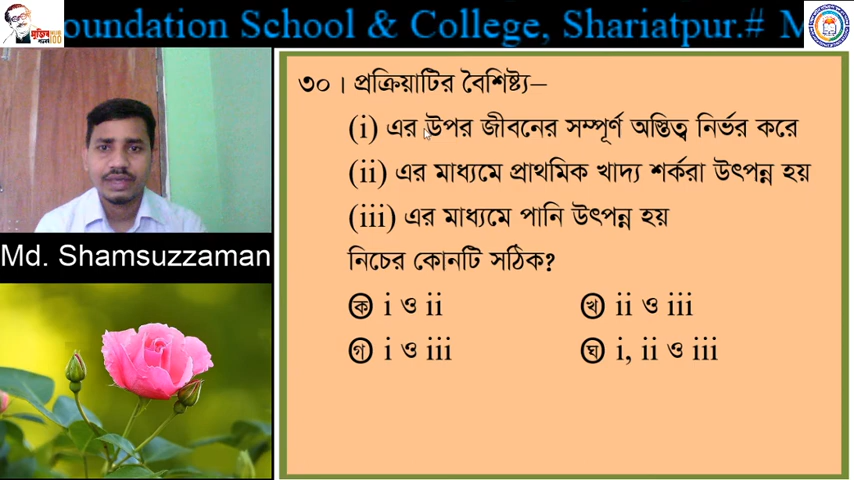 oundation School & College, Shariatpur.# M
৩০। প্রক্রিয়াটির বৈশিষ্ট্য–
(i) এর উপর জীবনের সম্পূর্ণ অস্তিত্ব নির্ভর করে
(ii) এর মাধ্যমে প্রাথমিক খাদ্য শর্করা উৎপন্ন হয়
(iii) এর মাধ্যমে পানি উৎপন্ন হয়
নিচের কোনটি সঠিক?
ক i ও ii খ ii ও iii
গ i ও iii ঘ i, ii ও iii
Md. Shamsuzzaman